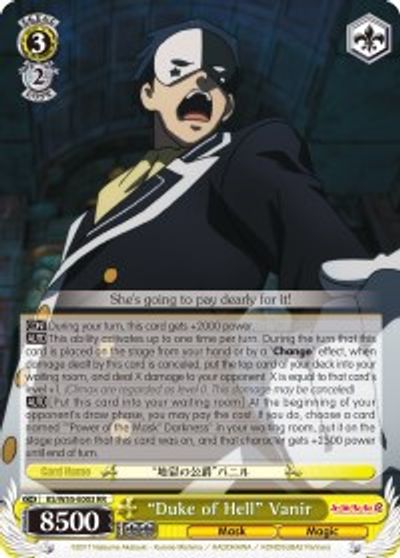 3
2
She's going to pay dearly for it!
During your turn, this card gets +2000 power.
This ability activates up to one time per turn. During the turn that this
card is placed on the stage from your hand or by a "Change" effect, when
damage dealt by this card is canceled, put the top card of your deck into your
waiting room, and deal X damage to your opponent. X is equal to that card's
level +1. (Climax are regarded as level 0. This damage may be canceled)
[Put this card into your waiting room] At the beginning of your
opponent's draw phase, you may pay the cost. If you do, choose a card
named "Power of the Mask" Darkness" in your waiting room, put it on the
stage position that this card was, and that character gets +2500 power
until end of turn.
Card Name
"地獄の公爵" バニル
RR
"Duke of Hell" Vanir
8500
Mask
Magic